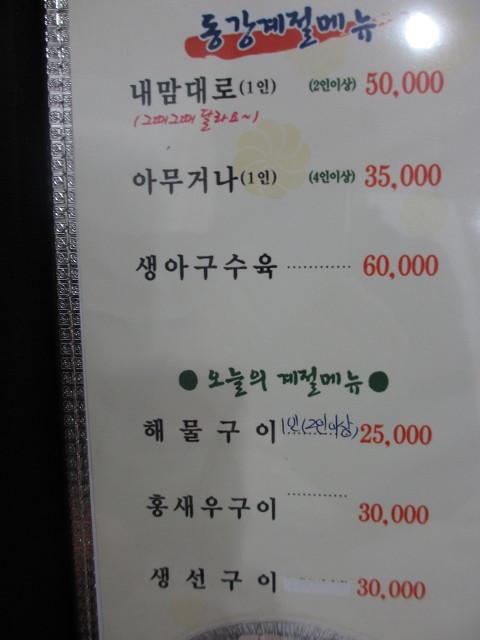 동강계절메뉴
내맘대로(1인) (2인이상) 50,000
(그때그때 달라요~)
아무거나(1인) (4인이상) 35,000
생아구수육 ............ 60,000
● 오늘의 계절메뉴 ●
해물구이 1인(2인이상) 25,000
홍새우구이 ............ 30,000
생선구이 30,000